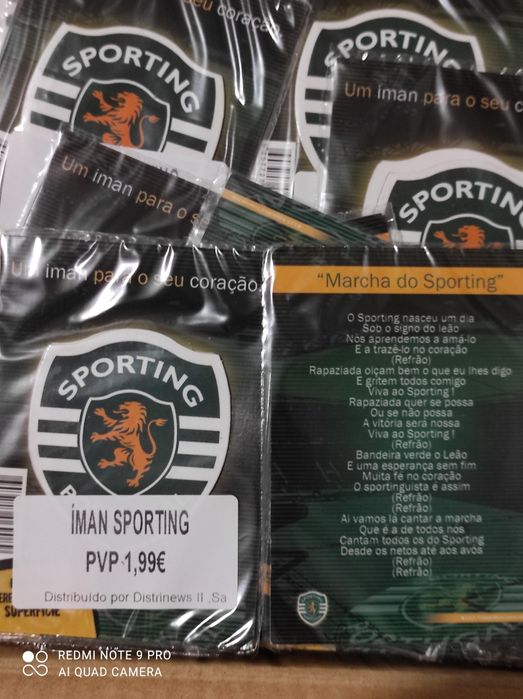 u seu coração
SPORTING
SPORTING
Um íman para o seu
Um íman para o seu cora
SPORTING
Um íman para o seu coração.
SPORTING
ÍMAN SPORTING
PVP 1,99€
Distribuído por Distrinews II ,Sa
SUPERFÍCIE
“Marcha do Sporting”
O Sporting nasceu um dia
Sob o signo do leão
Nós aprendemos a amá-lo
E a trazê-lo no coração
(Refrão)
Rapaziada oiçam bem o que eu lhes digo
E gritem todos comigo
Viva ao Sporting !
Rapaziada quer se possa
Ou se não possa
A vitória será nossa
Viva ao Sporting !
(Refrão)
Bandeira verde o Leão
E uma esperança sem fim
Muita fé no coração
O sportinguista é assim
(Refrão)
(Refrão)
Ai vamos lá cantar a marcha
Que é a de todos nós
Cantam todos os do Sporting
Desde os netos até aos avós
(Refrão)
(Refrão)
REDMI NOTE 9 PRO
AI QUAD CAMERA